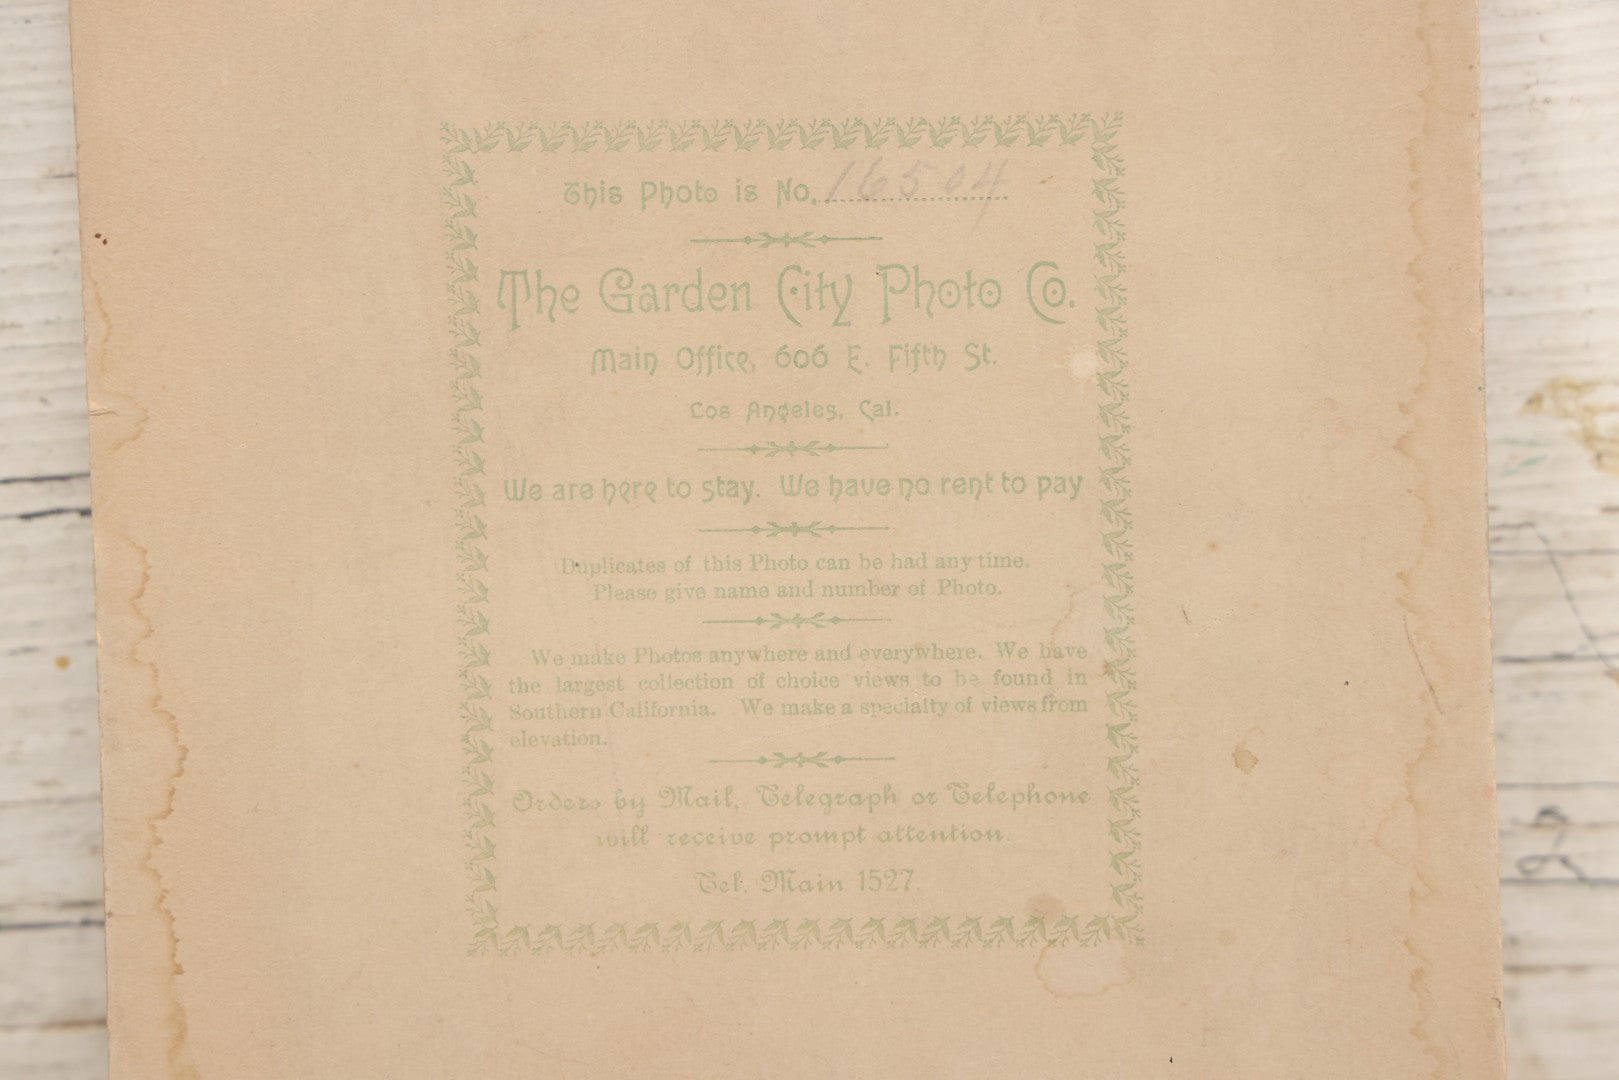 This Photo is No. 16504
The Garden City Photo Co.
Main Office, 606 E. Fifth St.
Los Angeles, Cal.
We are here to stay. We have no rent to pay
Duplicates of this Photo can be had any time.
Please give name and number of Photo.
We make Photos anywhere and everywhere. We have
the largest collection of choice views to be found in
Southern California. We make a specialty of views from
elevation.
Orders by Mail, Telegraph or Telephone
will receive prompt attention.
Tel. Main 1527.